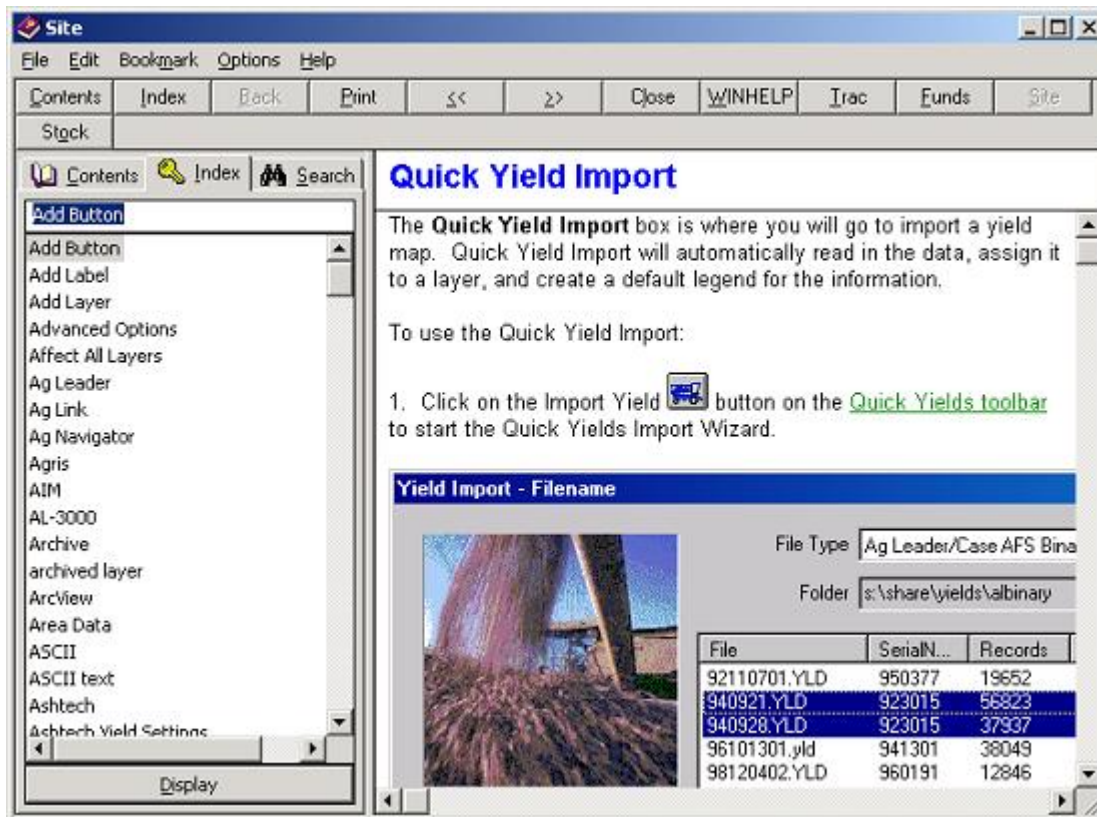 Site
File Edit Bookmark Options Help
Contents Index Back Print << >> Close WINHELP Trac Funds Site
Stock
Contents Index Search
Add Button
Add Button
Add Label
Add Layer
Advanced Options
Affect All Layers
Ag Leader
Ag Link
Ag Navigator
Agris
AIM
AL-3000
Archive
archived layer
ArcView
Area Data
ASCII
ASCII text
Ashtech
Ashtech Yield Settings
Display
Quick Yield Import
The Quick Yield Import box is where you will go to import a yield
map. Quick Yield Import will automatically read in the data, assign it
to a layer, and create a default legend for the information.
To use the Quick Yield Import:
1. Click on the Import Yield button on the Quick Yields toolbar
to start the Quick Yields Import Wizard.
Yield Import - Filename
File Type Ag Leader/Case AFS Bina
Folder s:\share\yields\albinary
File SerialN... Records
92110701.YLD 950377 19652
940921.YLD 923015 56823
940928.YLD 923015 37937
96101301.yld 941301 38049
98120402.YLD 960191 12846